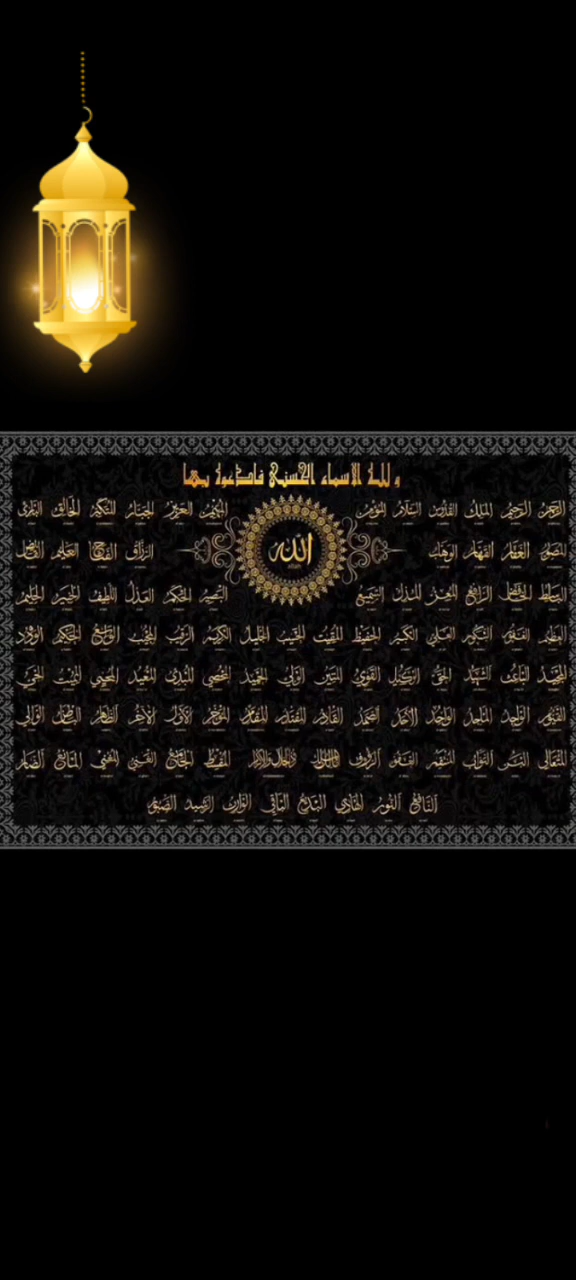 و لله الاسماء الحسنى فادعوه بها
الرحمن الرحيم الملك القدوس السلام المؤمن المهيمن العزيز الجبار المتكبر الخالق البارئ
الله
المصور الغفار القهار الوهاب الرزاق الفتاح العليم القابض
الباسط الخافض الرافع المعز المذل السميع البصير الحكم العدل اللطيف الخبير الحليم
العظيم الغفور الشكور العلي الكبير الحفيظ المقيت الحسيب الجليل الكريم الرقيب المجيب الواسع الحكيم الودود
المجيد الباعث الشهيد الحق الوكيل القوي المتين الولي الحميد المحصي المبدئ المعيد المحيي المميت الحي
القيوم الواجد الماجد الواحد الاحد الصمد القادر المقتدر المقدم المؤخر الأول الآخر الظاهر الباطن الوالي
المتعالي البر التواب المنتقم العفو الرؤوف مالك الملك ذو الجلال والإكرام المقسط الجامع الغني المغني المانع الضار
النافع النور الهادي البديع الباقي الوارث الرشيد الصبور